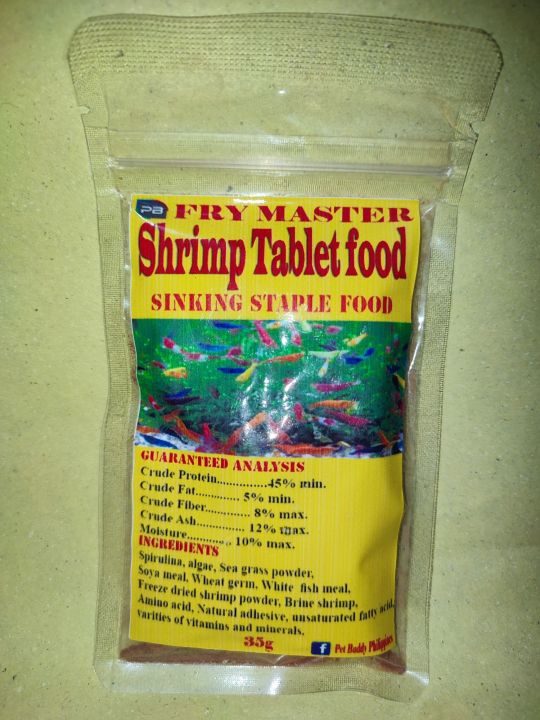 PB FRY MASTER
Shrimp Tablet food
SINKING STAPLE FOOD
GUARANTEED ANALYSIS
Crude Protein...............45% min.
Crude Fat............. 5% min.
Crude Fiber............. 8% max.
Crude Ash.............. 12% max.
Moisture............. 10% max.
INGREDIENTS
Spirulina, algae, Sea grass powder,
Soya meal, Wheat germ, White fish meal,
Freeze dried shrimp powder, Brine shrimp,
Amino acid, Natural adhesive, unsaturated fatty acid,
varities of vitamins and minerals.
35g
f Pet Buddy Philippines